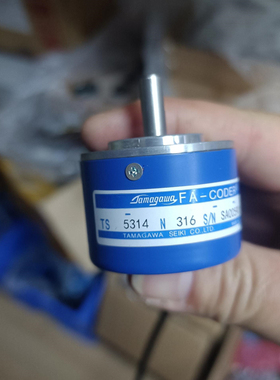 Tamagawa FA-CODER
TS 5314 N 316 S/N
TAMAGAWA SEIKI CO. LTD